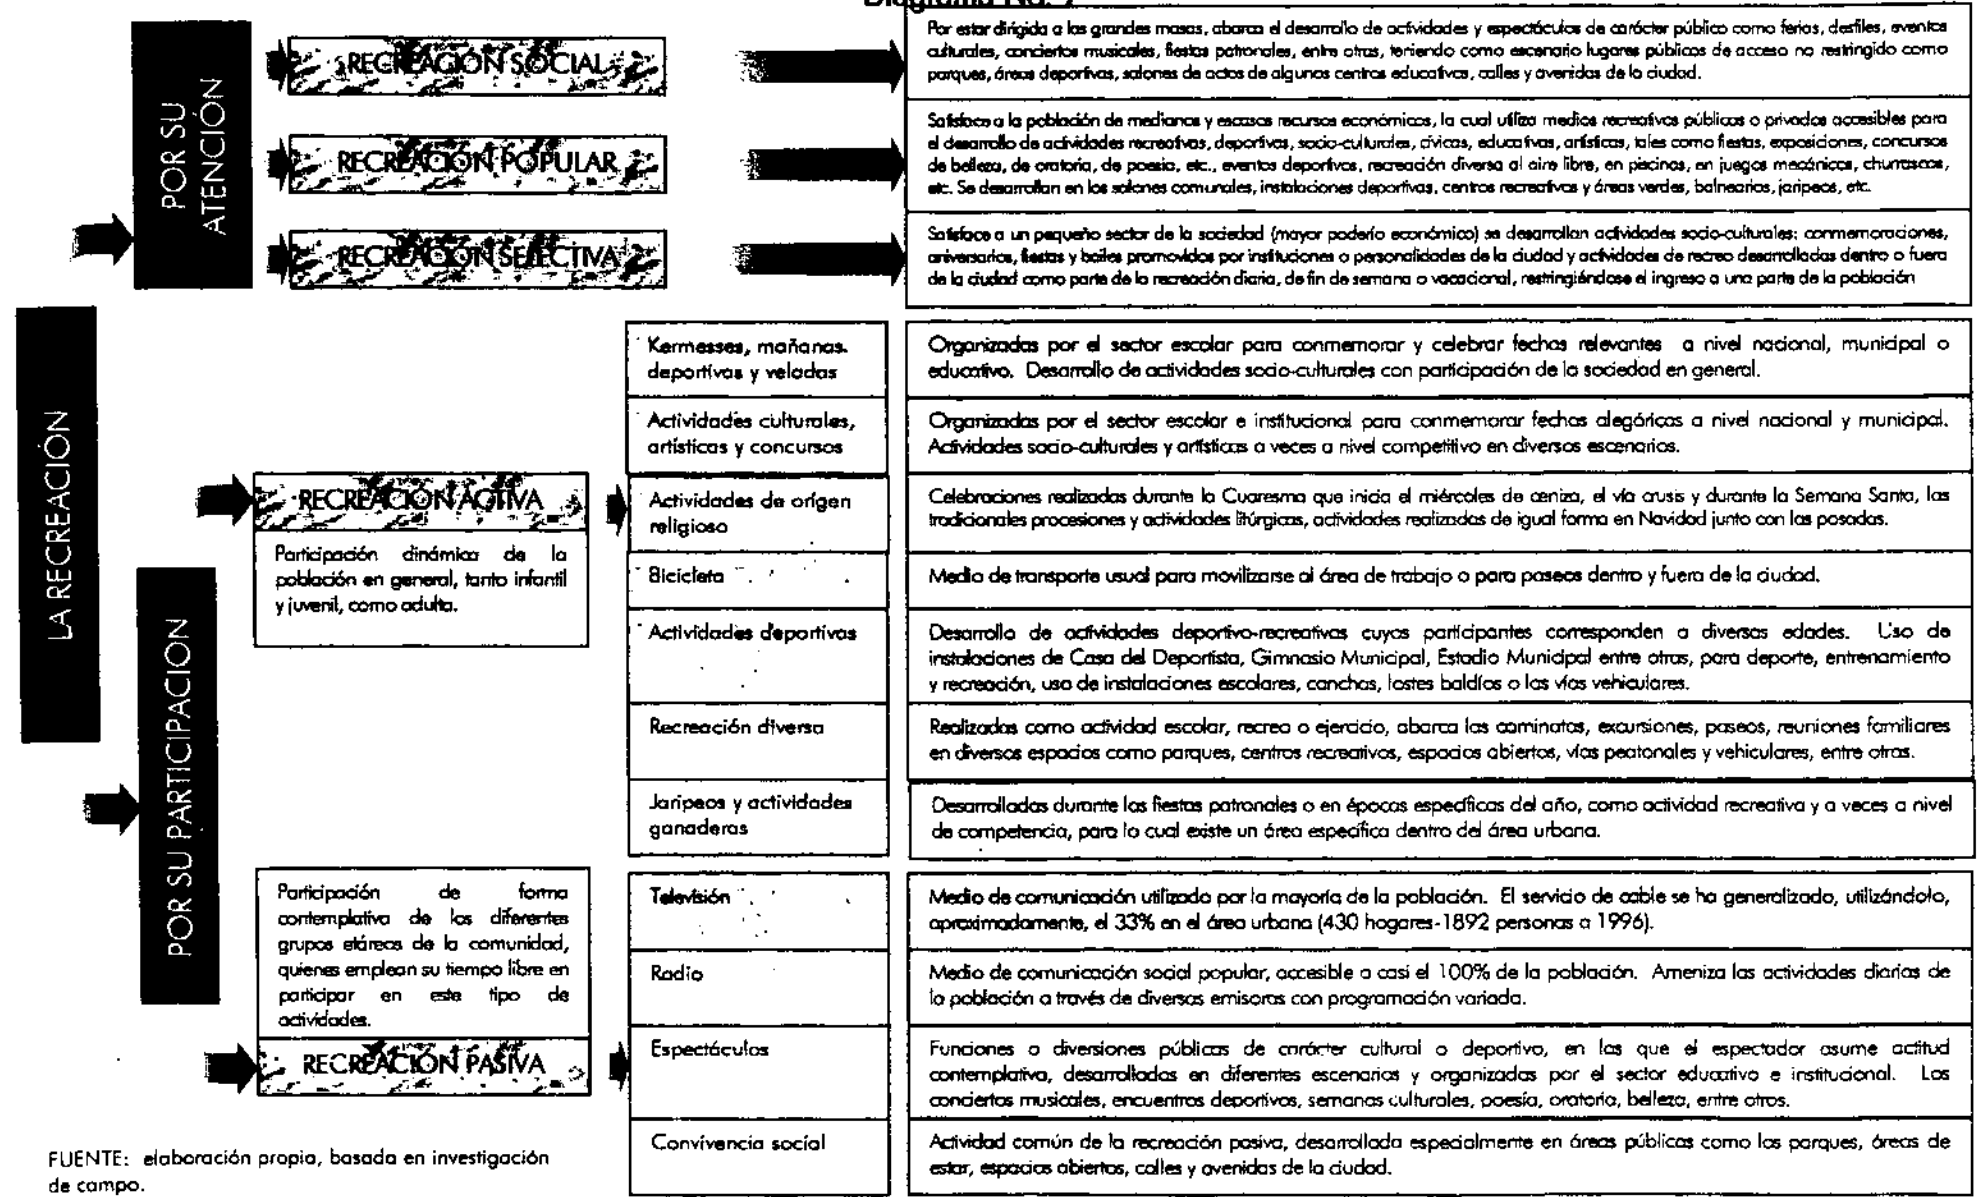 Diagrama No.
LA RECREACIÓN
POR SU
ATENCIÓN
RECREACIÓN SOCIAL
Por estar dirigida a las grandes masas, abarca el desarrollo de actividades y espectáculos de carácter público como ferias, desfiles, eventos
culturales, conciertos musicales, fiestas patronales, entre otras, teniendo como escenario lugares públicos de acceso no restringido como
parques, áreas deportivas, salones de actos de algunos centros educativos, calles y avenidas de la ciudad.
RECREACIÓN POPULAR
Satisface a la población de medianos y escasos recursos económicos, la cual utiliza medios recreativos públicos o privados accesibles para
el desarrollo de actividades recreativas, deportivas, socio-culturales, cívicas, educativas, artísticas, tales como fiestas, exposiciones, concursos
de belleza, de oratoria, de poesía, etc., eventos deportivos, recreación diversa al aire libre, en piscinas, en juegos mecánicos, churrascos,
etc. Se desarrollan en los salones comunales, instalaciones deportivas, centros recreativos y áreas verdes, balnearios, jaripeos, etc.
RECREACIÓN SELECTIVA
Satisface a un pequeño sector de la sociedad (mayor poderío económico) se desarrollan actividades socio-culturales: conmemoraciones,
aniversarios, fiestas y bailes promovidos por instituciones o personalidades de la ciudad y actividades de recreo desarrolladas dentro o fuera
de la ciudad como parte de la recreación diaria, de fin de semana o vacacional, restringiéndose el ingreso a una parte de la población
POR SU PARTICIPACION
RECREACIÓN ACTIVA
Participación dinámica de la
población en general, tanto infantil
y juvenil, como adulta.
Kermesses, mañanas.
deportivas y veladas
Organizadas por el sector escolar para conmemorar y celebrar fechas relevantes a nivel nacional, municipal o
educativo. Desarrollo de actividades socio-culturales con participación de la sociedad en general.
Actividades culturales,
artísticas y concursos
Organizadas por el sector escolar e institucional para conmemorar fechas alegóricas a nivel nacional y municipal.
Actividades socio-culturales y artísticas a veces a nivel competitivo en diversos escenarios.
Actividades de orígen
religioso
Celebraciones realizadas durante la Cuaresma que inicia el miércoles de ceniza, el vía crusis y durante la Semana Santa, las
tradicionales procesiones y actividades litúrgicas, actividades realizadas de igual forma en Navidad junto con las posadas.
Bicicleta
Medio de transporte usual para movilizarse al área de trabajo o para paseos dentro y fuera de la ciudad.
Actividades deportivas
Desarrollo de actividades deportivo-recreativas cuyos participantes corresponden a diversas edades. Uso de
instalaciones de Casa del Deportista, Gimnasio Municipal, Estadio Municipal entre otras, para deporte, entrenamiento
y recreación, uso de instalaciones escolares, canchas, lostes baldíos o las vías vehiculares.
Recreación diversa
Realizadas como actividad escolar, recreo o ejercicio, abarca las caminatas, excursiones, paseos, reuniones familiares
en diversos espacios como parques, centros recreativos, espacios abiertos, vías peatonales y vehiculares, entre otras.
Jaripeos y actividades
ganaderas
Desarrolladas durante las fiestas patronales o en épocas específicas del año, como actividad recreativa y a veces a nivel
de competencia, para lo cual existe un área específica dentro del área urbana.
Participación de forma
contemplativa de los diferentes
grupos etáreos de la comunidad,
quienes emplean su tiempo libre en
participar en este tipo de
actividades.
RECREACIÓN PASIVA
Televisión
Medio de comunicación utilizado por la mayoría de la población. El servicio de cable se ha generalizado, utilizándolo,
aproximadamente, el 33% en el área urbana (430 hogares-1892 personas a 1996).
Radio
Medio de comunicación social popular, accesible a casi el 100% de la población. Ameniza las actividades diarias de
la población a través de diversas emisoras con programación variada.
Espectáculos
Funciones o diversiones públicas de carácter cultural o deportivo, en las que el espectador asume actitud
contemplativa, desarrolladas en diferentes escenarios y organizadas por el sector educativo e institucional. Los
conciertos musicales, encuentros deportivos, semanas culturales, poesía, oratoria, belleza, entre otros.
Convivencia social
Actividad común de la recreación pasiva, desarrollada especialmente en áreas públicas como los parques, áreas de
estar, espacios abiertos, calles y avenidas de la ciudad.
FUENTE: elaboración propia, basada en investigación
de campo.